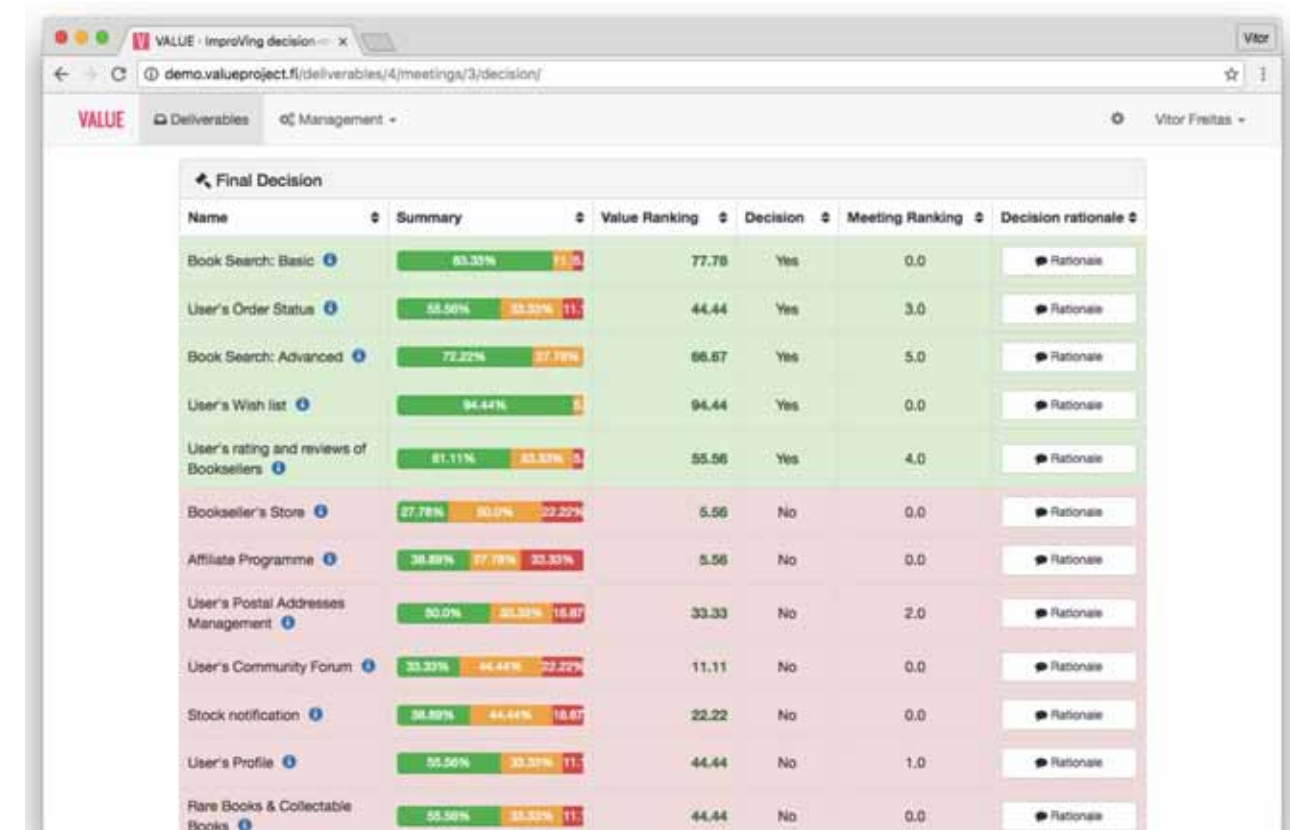 VALUE · ImproVing decision
Vitor
demo.valueproject.fi/deliverables/4/meetings/3/decision/
VALUE Deliverables Management Vitor Freitas
Final Decision
Name Summary Value Ranking Decision Meeting Ranking Decision rationale
Book Search: Basic 83.33% 77.78 Yes 0.0 Rationale
User's Order Status 55.56% 33.33% 11. 44.44 Yes 3.0 Rationale
Book Search: Advanced 72.22% 27.78% 66.67 Yes 5.0 Rationale
User's Wish list 94.44% 5. 94.44 Yes 0.0 Rationale
User's rating and reviews of
Booksellers 61.11% 33.33% 5. 55.56 Yes 4.0 Rationale
Bookseller's Store 27.78% 50.0% 22.22% 5.56 No 0.0 Rationale
Affiliate Programme 38.89% 27.78% 33.33% 5.56 No 0.0 Rationale
User's Postal Addresses
Management 50.0% 33.33% 16.67 33.33 No 2.0 Rationale
User's Community Forum 33.33% 44.44% 22.22% 11.11 No 0.0 Rationale
Stock notification 38.89% 44.44% 16.67 22.22 No 0.0 Rationale
User's Profile 55.56% 33.33% 11. 44.44 No 1.0 Rationale
Rare Books & Collectable
Books 55.56% 33.33% 11. 44.44 No 0.0 Rationale